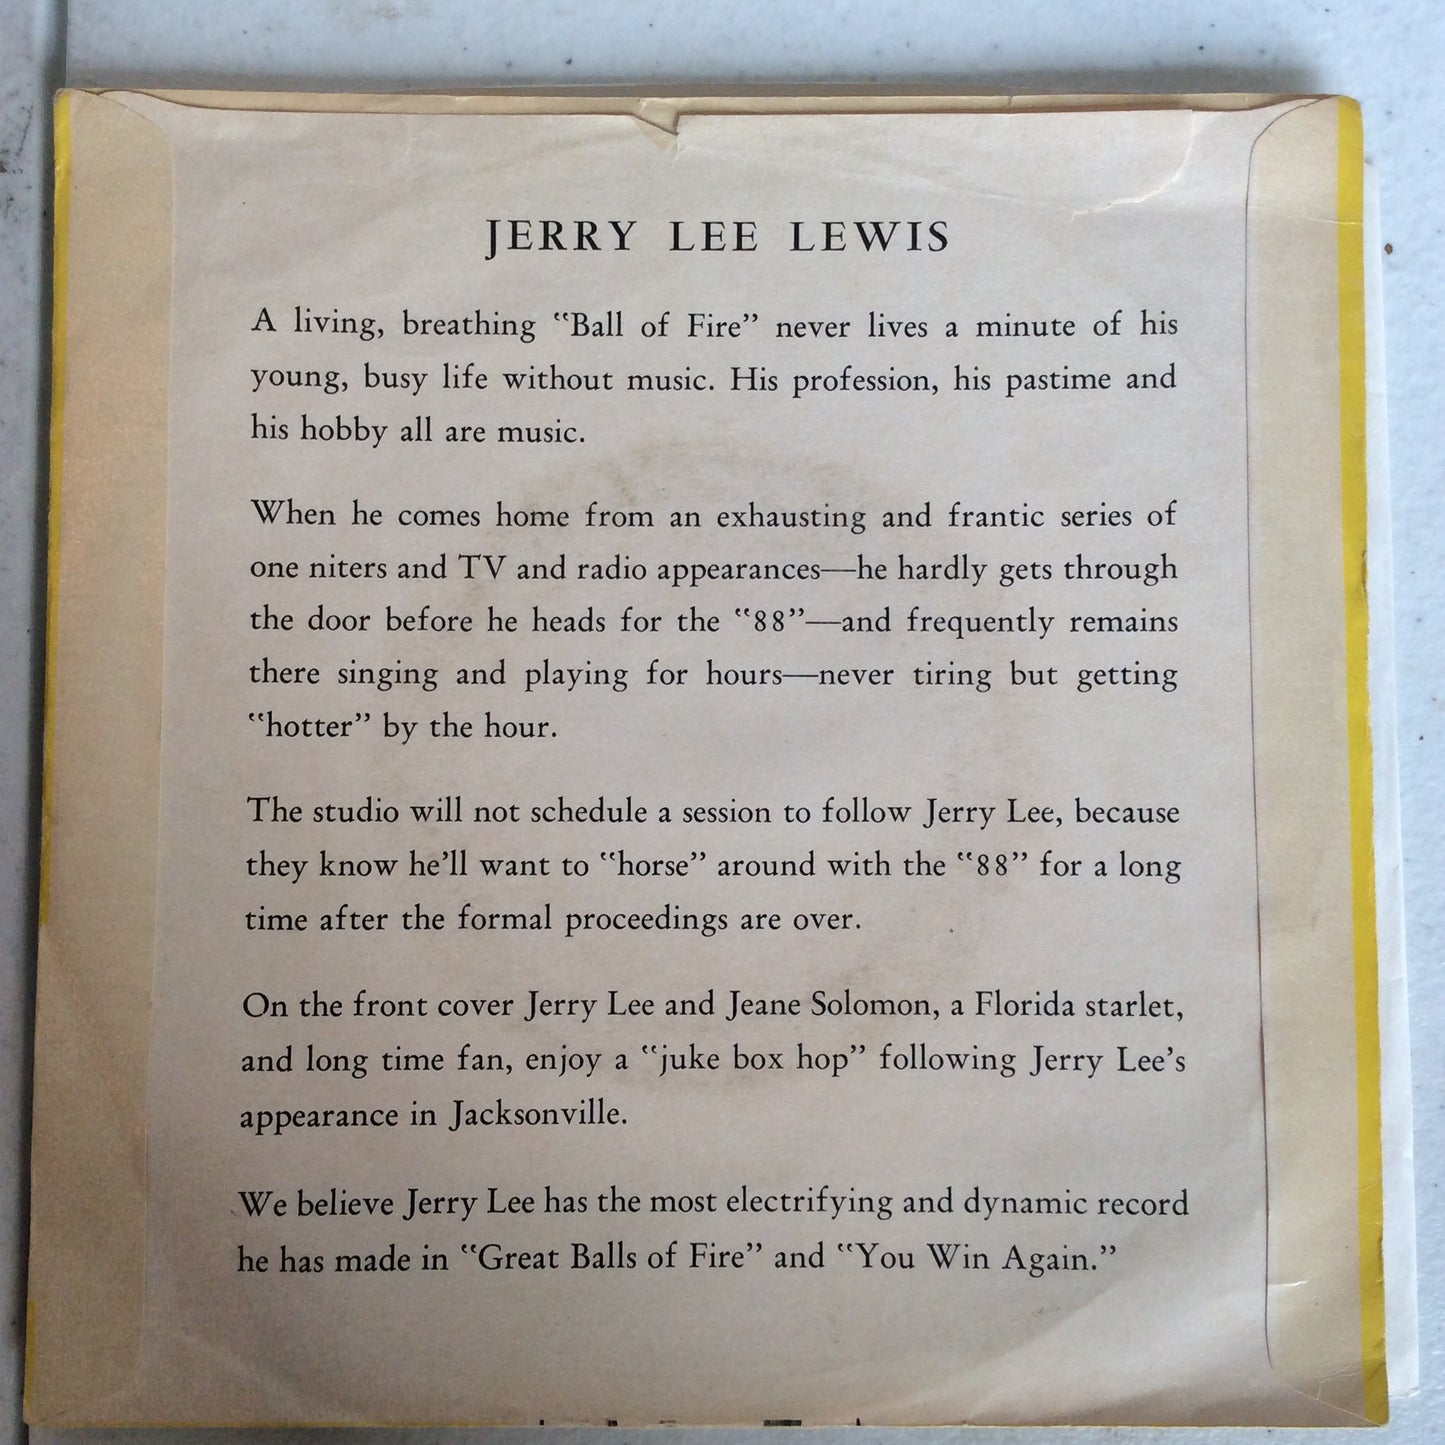 JERRY LEE LEWIS
A living, breathing "Ball of Fire" never lives a minute of his
young, busy life without music. His profession, his pastime and
his hobby all are music.
When he comes home from an exhausting and frantic series of
one niters and TV and radio appearances—he hardly gets through
the door before he heads for the "88"—and frequently remains
there singing and playing for hours—never tiring but getting
"hotter" by the hour.
The studio will not schedule a session to follow Jerry Lee, because
they know he'll want to "horse" around with the "88" for a long
time after the formal proceedings are over.
On the front cover Jerry Lee and Jeane Solomon, a Florida starlet,
and long time fan, enjoy a "juke box hop" following Jerry Lee's
appearance in Jacksonville.
We believe Jerry Lee has the most electrifying and dynamic record
he has made in "Great Balls of Fire" and "You Win Again."